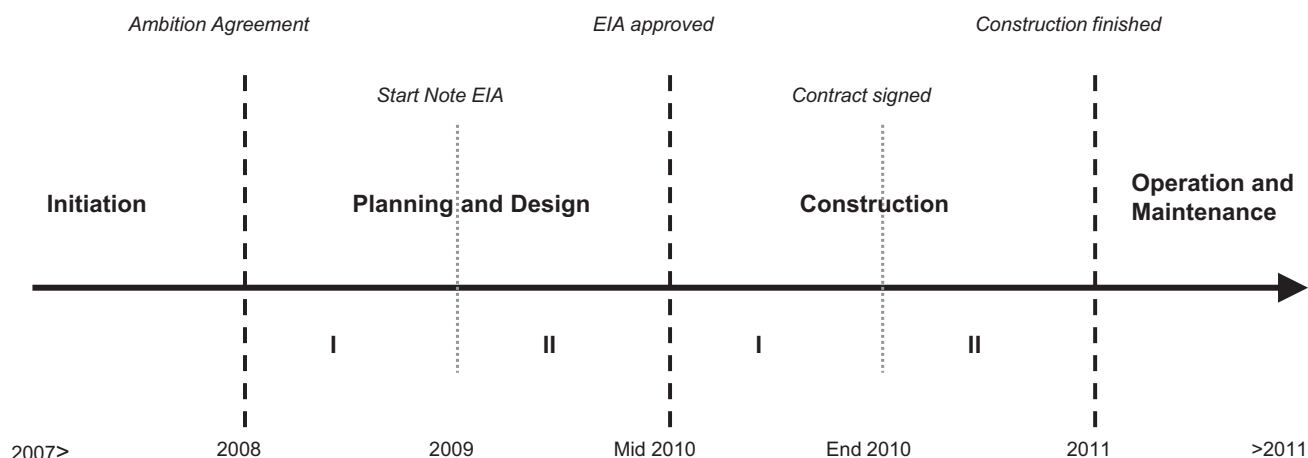 Ambition Agreement EIA approved Construction finished
Start Note EIA Contract signed
Initiation Planning and Design Construction Operation and
Maintenance
I II I II
2007> 2008 2009 Mid 2010 End 2010 2011 >2011